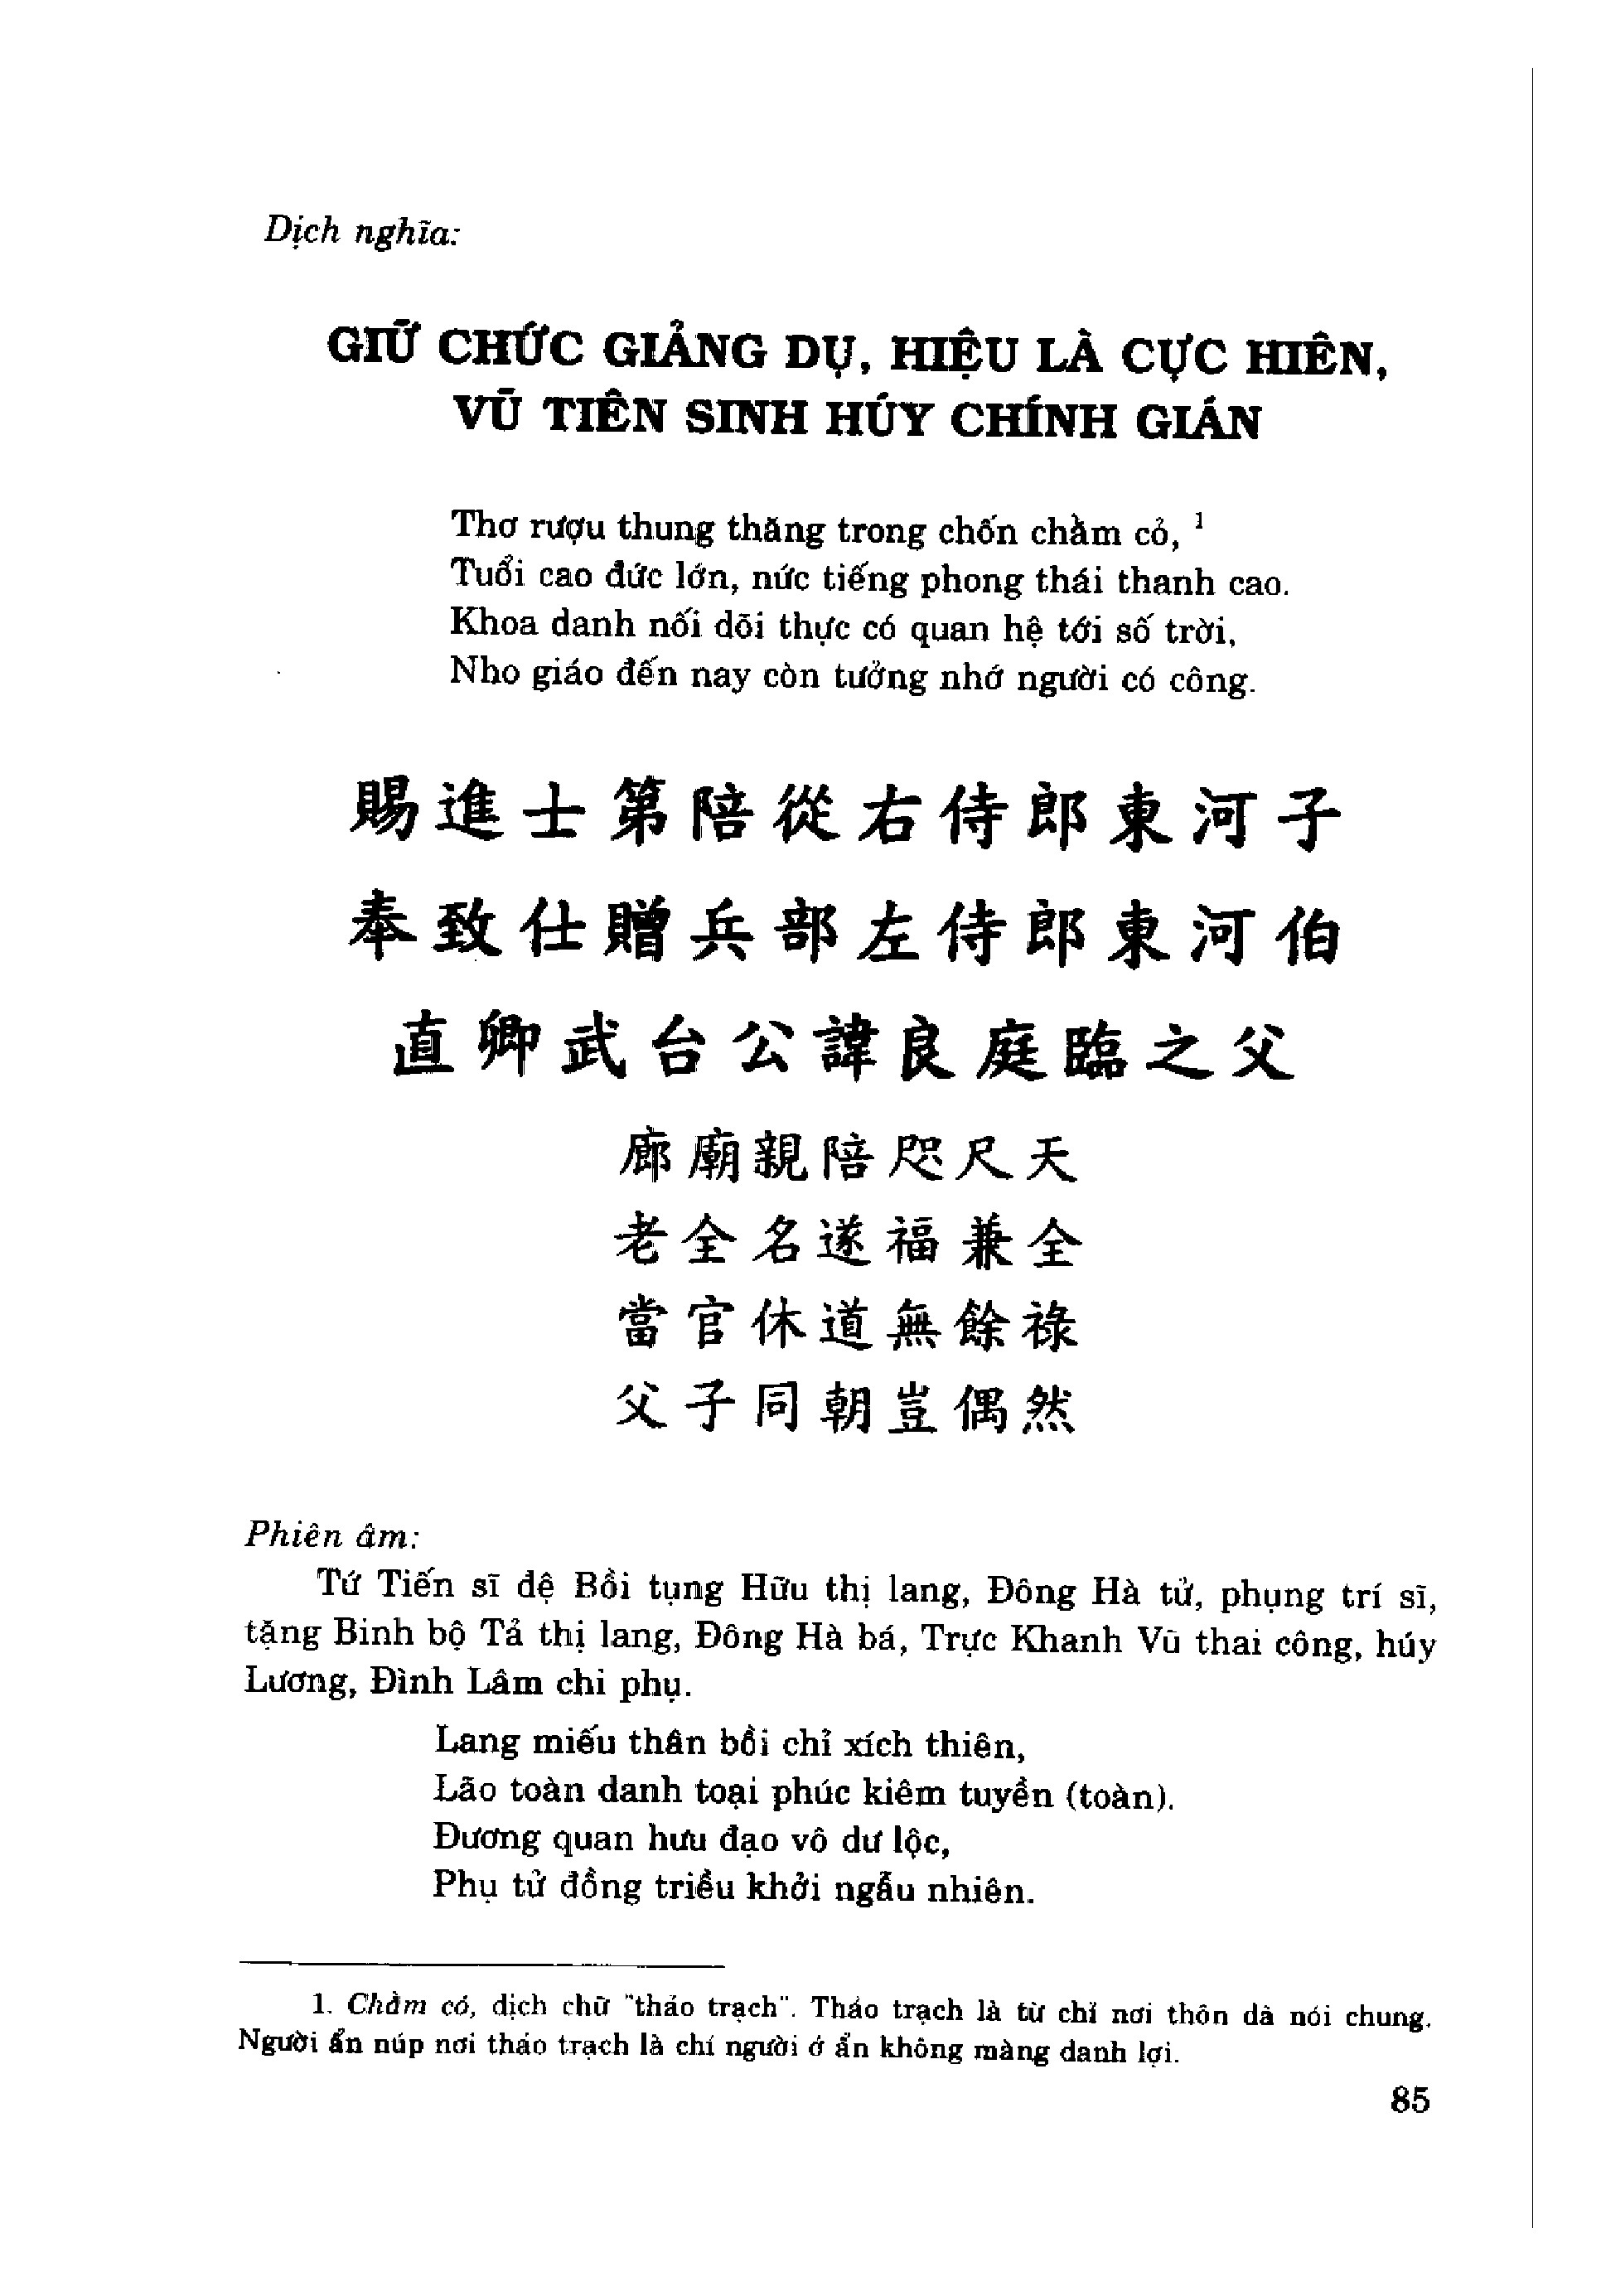 Dịch nghĩa:
GIỮ CHỨC GIẢNG DỤ, HIỆU LÀ CỰC HIÊN,
VŨ TIÊN SINH HÚY CHÍNH GIÁN
Thơ rượu thung thăng trong chốn chằm cỏ, 1
Tuổi cao đức lớn, nức tiếng phong thái thanh cao.
Khoa danh nối dõi thực có quan hệ tới số trời,
Nho giáo đến nay còn tưởng nhớ người có công.
賜進士第陪從右侍郎東河子
奉致仕贈兵部左侍郎東河伯
直卿武台公諱良庭臨之父
廊廟親陪咫尺天
老全名遂福兼全
當官休道無餘祿
父子同朝豈偶然
Phiên âm:
Tứ Tiến sĩ đệ Bồi tụng Hữu thị lang, Đông Hà tử, phụng trí sĩ,
tặng Binh bộ Tả thị lang, Đông Hà bá, Trực Khanh Vũ thai công, húy
Lương, Đình Lâm chi phụ.
Lang miếu thân bồi chỉ xích thiên,
Lão toàn danh toại phúc kiêm tuyền (toàn).
Đương quan hưu đạo vô dư lộc,
Phụ tử đồng triều khởi ngẫu nhiên.
1. Chằm cỏ, dịch chữ "thảo trạch". Thảo trạch là từ chỉ nơi thôn dã nói chung.
Người ẩn núp nơi thảo trạch là chỉ người ở ẩn không màng danh lợi.
85